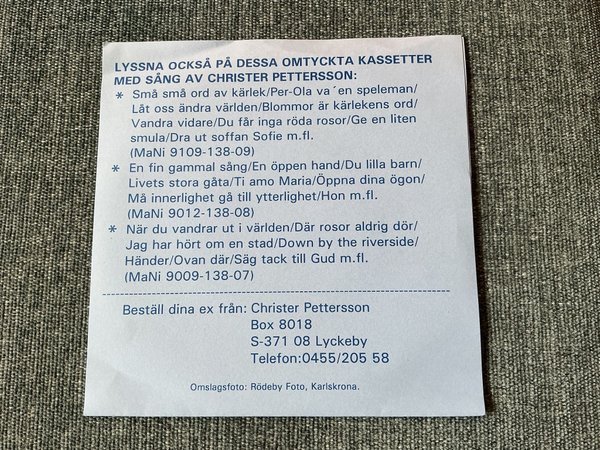 LYSSNA OCKSÅ PÅ DESSA OMTYCKTA KASSETTER
MED SÅNG AV CHRISTER PETTERSSON:
* Små små ord av kärlek/Per-Ola va´en speleman/
Låt oss ändra världen/Blommor är kärlekens ord/
Vandra vidare/Du får inga röda rosor/Ge en liten
smula/Dra ut soffan Sofie m.fl.
(MaNi 9109-138-09)
* En fin gammal sång/En öppen hand/Du lilla barn/
Livets stora gåta/Ti amo Maria/Öppna dina ögon/
Må innerlighet gå till ytterlighet/Hon m.fl.
(MaNi 9012-138-08)
* När du vandrar ut i världen/Där rosor aldrig dör/
Jag har hört om en stad/Down by the riverside/
Händer/Ovan där/Säg tack till Gud m.fl.
(MaNi 9009-138-07)
Beställ dina ex från: Christer Pettersson
Box 8018
S-371 08 Lyckeby
Telefon:0455/205 58
Omslagsfoto: Rödeby Foto, Karlskrona.